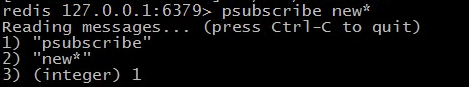 redis 127.0.0.1:6379> psubscribe new*
Reading messages... (press Ctrl-C to quit)
1) "psubscribe"
2) "new*"
3) (integer) 1